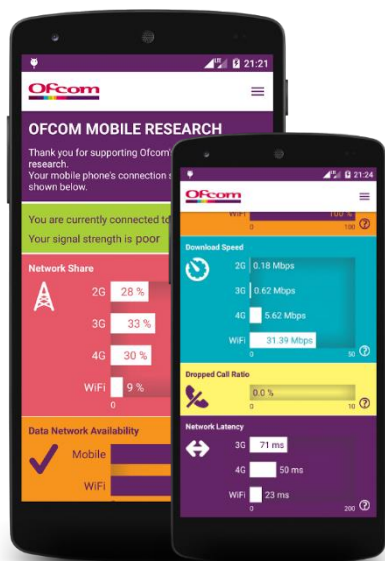 21:21
Ofcom
OFCOM MOBILE RESEARCH
Thank you for supporting Ofcom'
research.
Your mobile phone's connection s
shown below.
You are currently connected to
Your signal strength is poor
Network Share
2G 28 %
3G 33 %
4G 30 %
WiFi 9 %
0
Data Network Availability
Mobile
WiFi
21:24
Ofcom
WiFi 100 %
0 100 ?
Download Speed
2G 0.18 Mbps
3G 0.62 Mbps
4G 5.62 Mbps
WiFi 31.39 Mbps
0 50 ?
Dropped Call Ratio
0.0 %
0 10 ?
Network Latency
3G 71 ms
4G 50 ms
WiFi 23 ms
0 200 ?